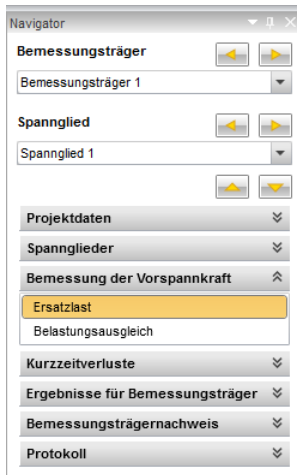 Navigator
Bemessungsträger
Bemessungsträger 1
Spannglied
Spannglied 1
Projektdaten
Spannglieder
Bemessung der Vorspannkraft
Ersatzlast
Belastungsausgleich
Kurzzeitverluste
Ergebnisse für Bemessungsträger
Bemessungsträgernachweis
Protokoll